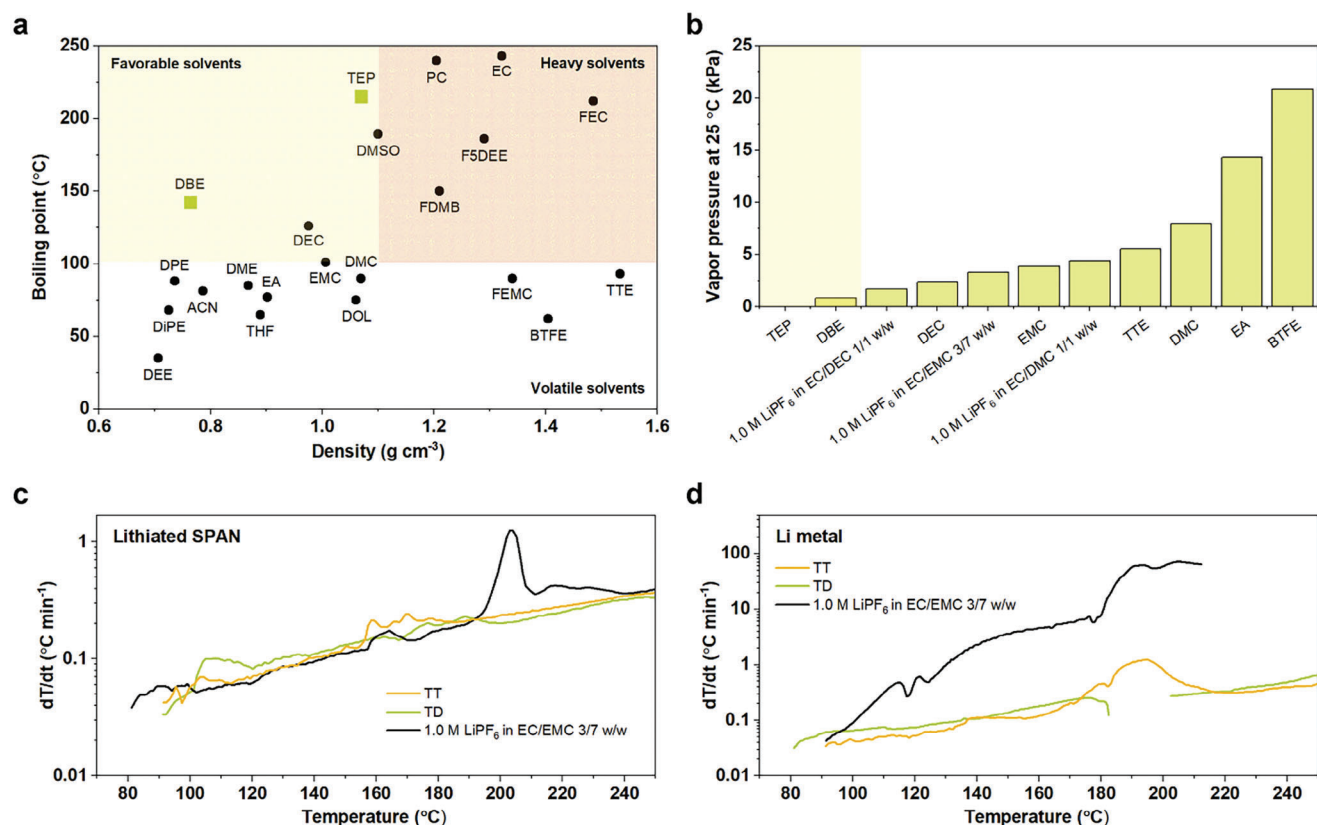 a
250
200
150
100
50
0
Boiling point (°C)
Favorable solvents
Heavy solvents
TEP
PC
EC
FEC
DMSO
F5DEE
DBE
FDMB
DEC
DPE
DME
EMC
DMC
EA
ACN
FEMC
TTE
DiPE
THF
DOL
BTFE
DEE
Volatile solvents
0.6 0.8 1.0 1.2 1.4 1.6
Density (g cm⁻³)
b
25
20
15
10
5
0
Vapor pressure at 25 °C (kPa)
TEP
DBE
1.0 M LiPF₆ in EC/DEC 1/1 w/w
DEC
1.0 M LiPF₆ in EC/EMC 3/7 w/w
EMC
1.0 M LiPF₆ in EC/DMC 1/1 w/w
TTE
DMC
EA
BTFE
c
Lithiated SPAN
1
0.1
0.01
dT/dt (°C min⁻¹)
TT
TD
1.0 M LiPF₆ in EC/EMC 3/7 w/w
80 100 120 140 160 180 200 220 240
Temperature (°C)
d
Li metal
TT
TD
1.0 M LiPF₆ in EC/EMC 3/7 w/w
100
10
1
0.1
0.01
dT/dt (°C min⁻¹)
80 100 120 140 160 180 200 220 240
Temperature (°C)